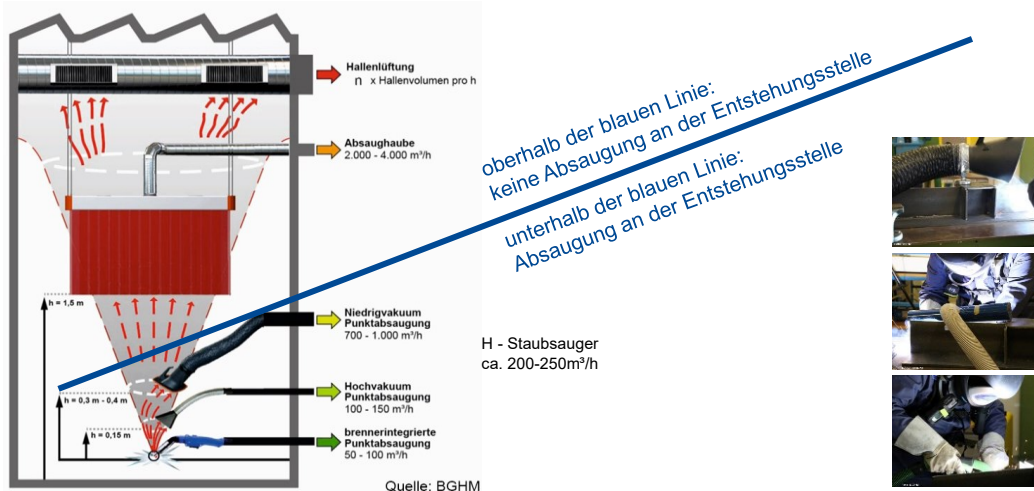 Hallenlüftung
n x Hallenvolumen pro h
oberhalb der blauen Linie:
keine Absaugung an der Entstehungsstelle
Absaughaube
2.000 - 4.000 m³/h
unterhalb der blauen Linie:
Absaugung an der Entstehungsstelle
h = 1,5 m
Niedrigvakuum
Punktabsaugung
700 - 1.000 m³/h
H - Staubsauger
ca. 200-250m³/h
h = 0,3 m - 0,4 m
Hochvakuum
Punktabsaugung
100 - 150 m³/h
h = 0,15 m
brennerintegrierte
Punktabsaugung
50 - 100 m³/h
Quelle: BGHM